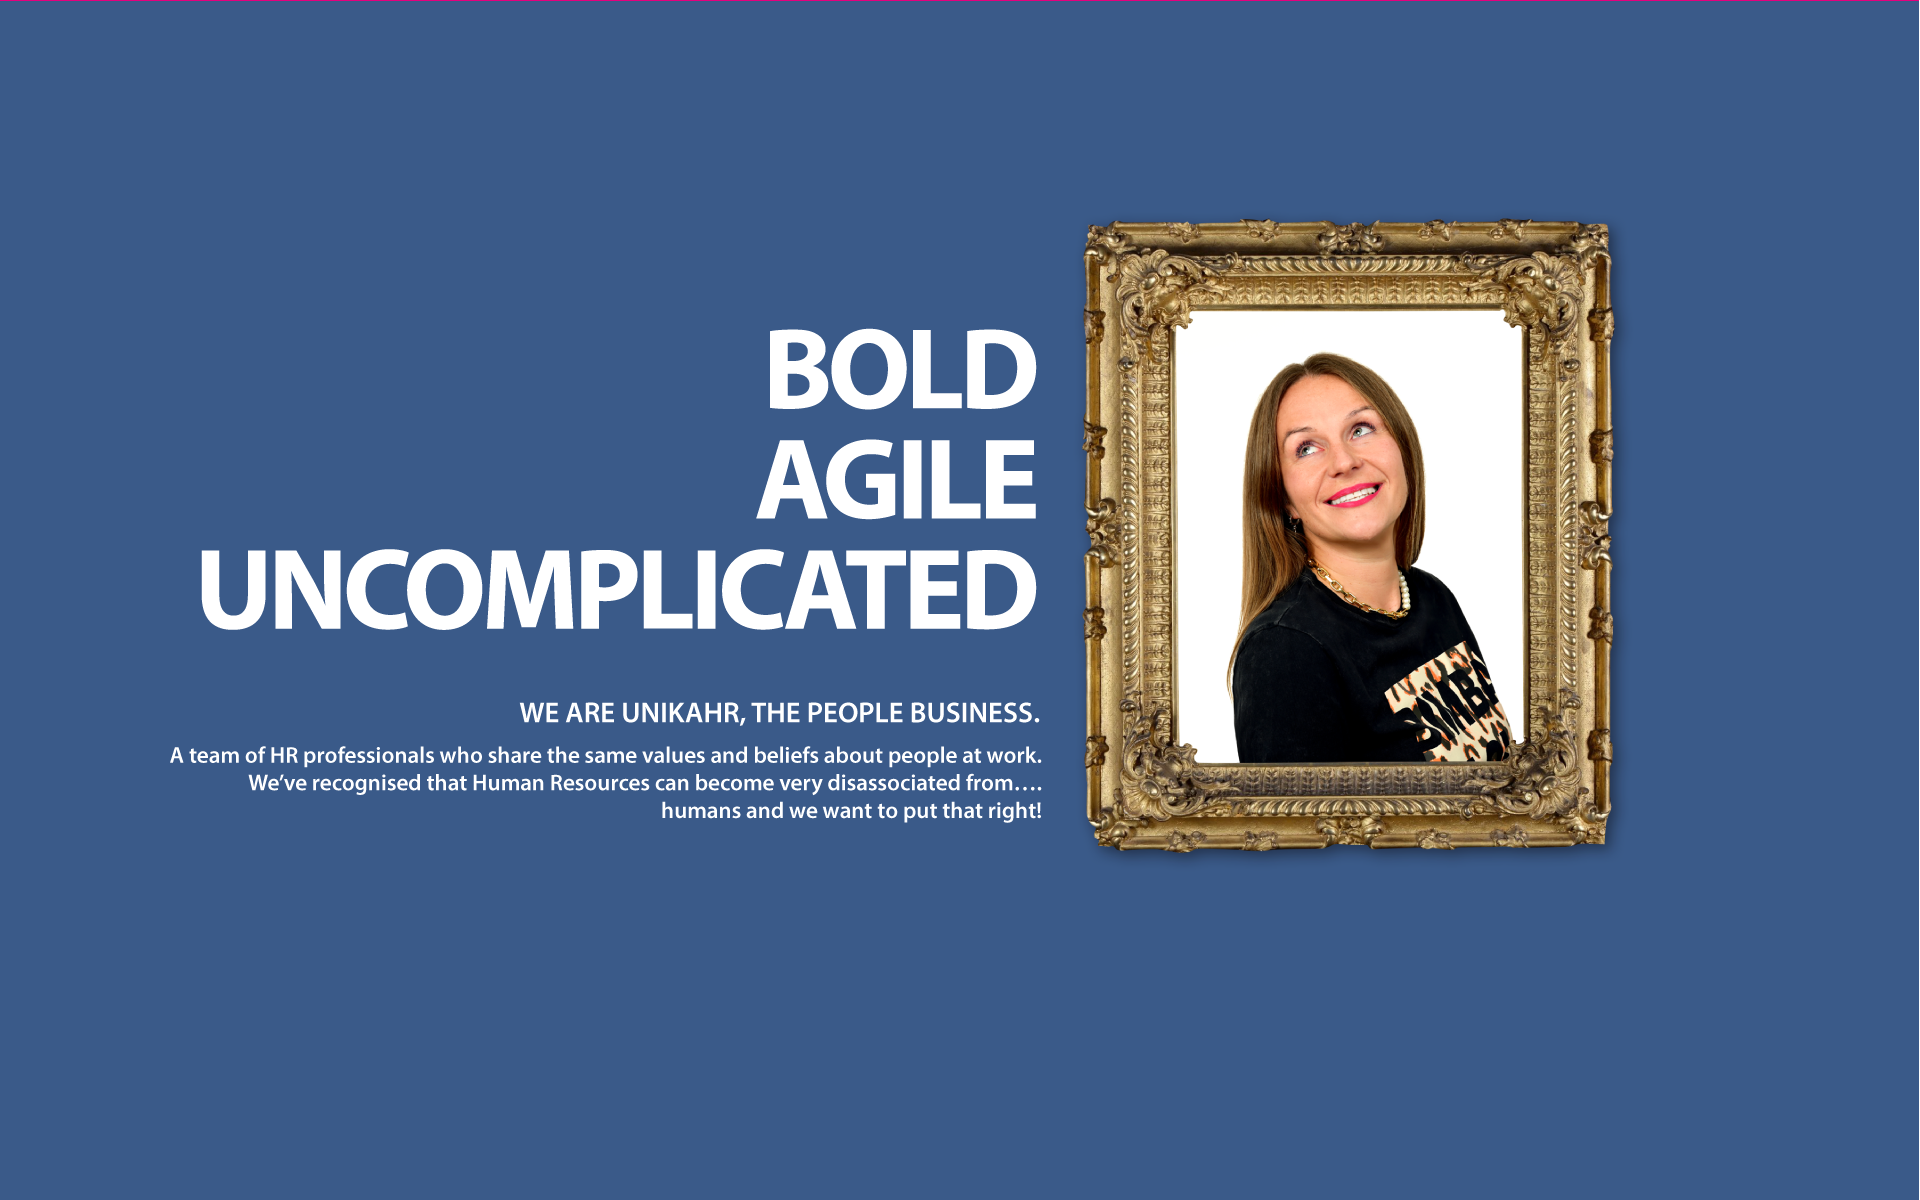 BOLD
AGILE
UNCOMPLICATED
WE ARE UNIKAHR, THE PEOPLE BUSINESS.
A team of HR professionals who share the same values and beliefs about people at work.
We’ve recognised that Human Resources can become very disassociated from….
humans and we want to put that right!